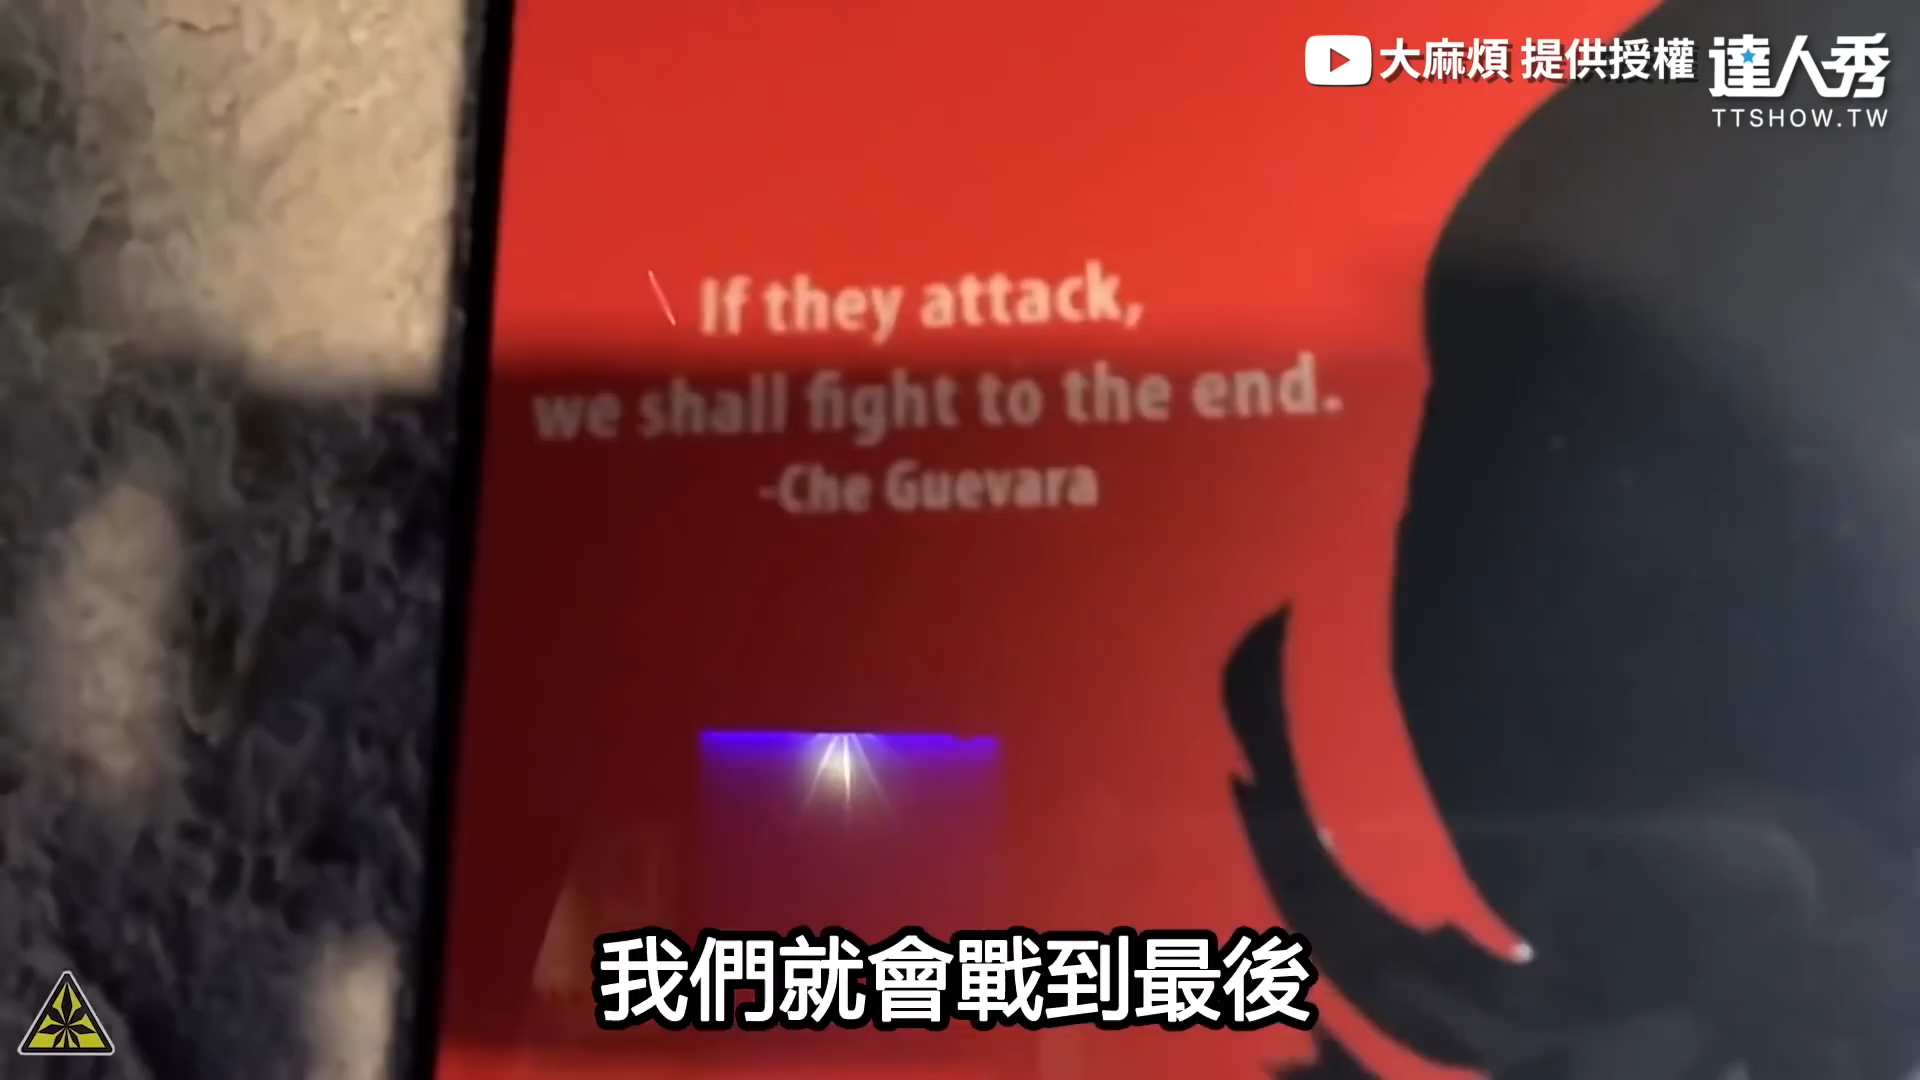 大麻煩 提供授權
達人秀
TTSHOW.TW
If they attack,
we shall fight to the end.
-Che Guevara
我們就會戰到最後